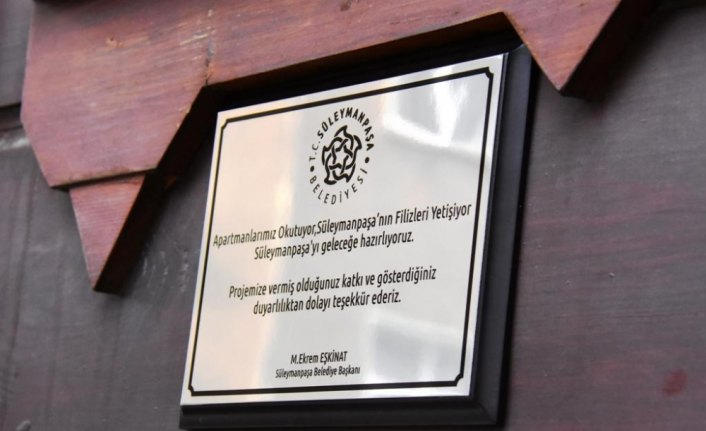 T.C. SÜLEYMANPAŞA
BELEDİYESİ
Apartmanlarımız Okutuyor,Süleymanpaşa'nın Filizleri Yetişiyor
Süleymanpaşa'yı geleceğe hazırlıyoruz.
Projemize vermiş olduğunuz katkı ve gösterdiğiniz
duyarlılıktan dolayı teşekkür ederiz.
M.Ekrem EŞKİNAT
Süleymanpaşa Belediye Başkanı